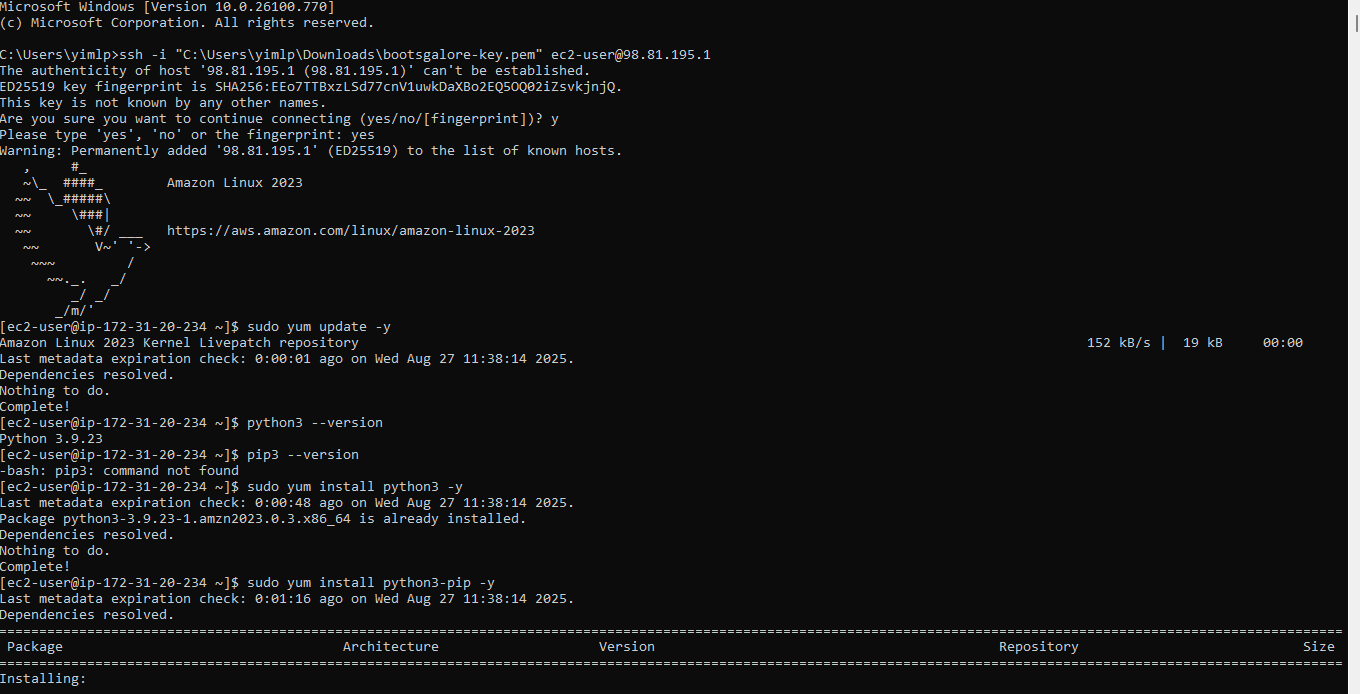 Microsoft Windows [Version 10.0.26100.770]
(c) Microsoft Corporation. All rights reserved.

C:\Users\yimlp>ssh -i "C:\Users\yimlp\Downloads\bootsgalore-key.pem" ec2-user@98.81.195.1
The authenticity of host '98.81.195.1 (98.81.195.1)' can't be established.
ED25519 key fingerprint is SHA256:EEo7TTBxzLSd77cnV1uwkDaXBo2EQ5OQ02iZsvkjnjQ.
This key is not known by any other names.
Are you sure you want to continue connecting (yes/no/[fingerprint])? y
Please type 'yes', 'no' or the fingerprint: yes
Warning: Permanently added '98.81.195.1' (ED25519) to the list of known hosts.
   ,     #_
   ~\_  ####_        Amazon Linux 2023
  ~~  \_#####\
  ~~     \###|
  ~~       \#/ ___   https://aws.amazon.com/linux/amazon-linux-2023
   ~~       V~' '->
    ~~~         /
      ~~._.   _/
         _/ _/
       _/m/'
[ec2-user@ip-172-31-20-234 ~]$ sudo yum update -y
Amazon Linux 2023 Kernel Livepatch repository 152 kB/s | 19 kB 00:00
Last metadata expiration check: 0:00:01 ago on Wed Aug 27 11:38:14 2025.
Dependencies resolved.
Nothing to do.
Complete!
[ec2-user@ip-172-31-20-234 ~]$ python3 --version
Python 3.9.23
[ec2-user@ip-172-31-20-234 ~]$ pip3 --version
-bash: pip3: command not found
[ec2-user@ip-172-31-20-234 ~]$ sudo yum install python3 -y
Last metadata expiration check: 0:00:48 ago on Wed Aug 27 11:38:14 2025.
Package python3-3.9.23-1.amzn2023.0.3.x86_64 is already installed.
Dependencies resolved.
Nothing to do.
Complete!
[ec2-user@ip-172-31-20-234 ~]$ sudo yum install python3-pip -y
Last metadata expiration check: 0:01:16 ago on Wed Aug 27 11:38:14 2025.
Dependencies resolved.
Package Architecture Version Repository Size
Installing: